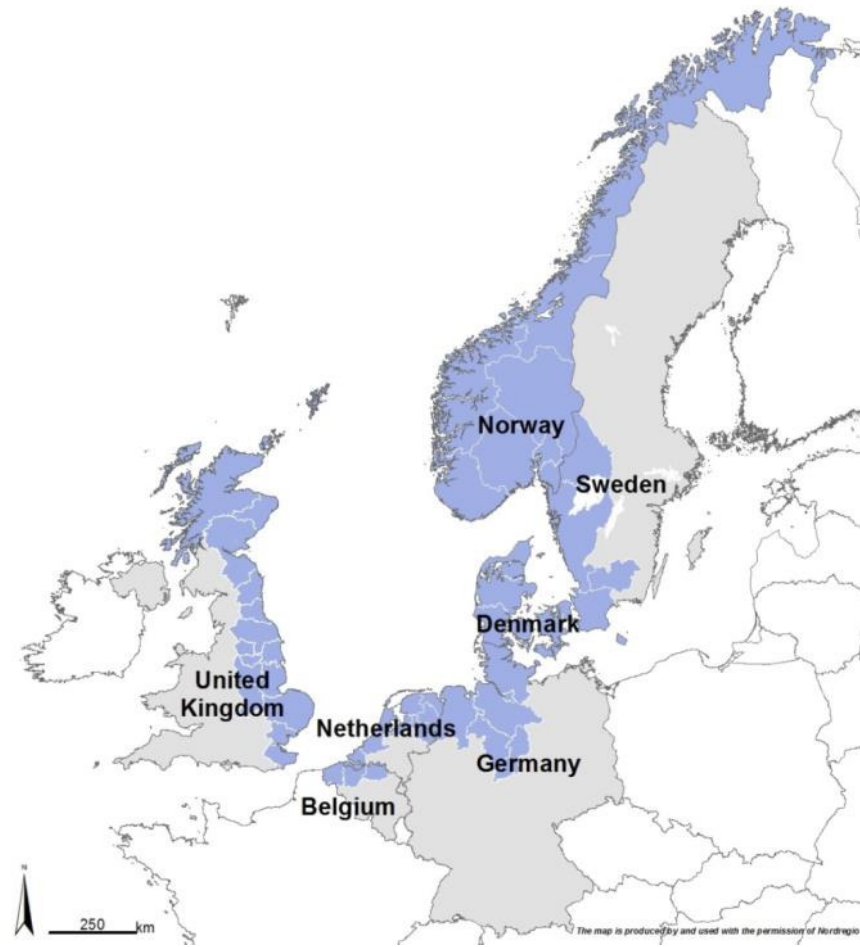 Norway
Sweden
Denmark
United
Kingdom
Netherlands
Germany
Belgium
N
250 km
The map is produced by and used with the permission of Nordregio